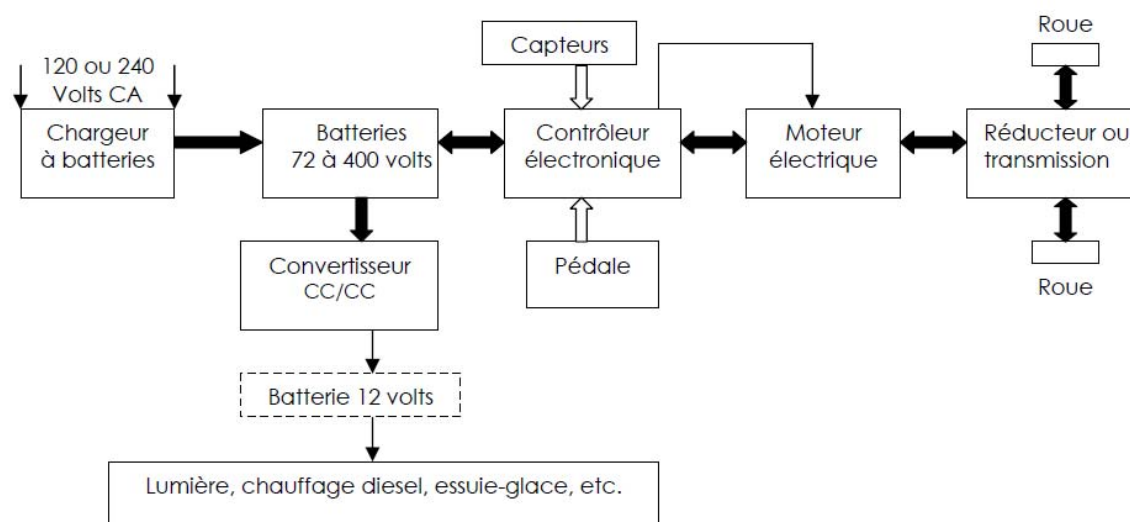 Roue
Capteurs
120 ou 240
Volts CA
Chargeur
à batteries
Batteries
72 à 400 volts
Contrôleur
électronique
Moteur
électrique
Réducteur ou
transmission
Convertisseur
CC/CC
Pédale
Roue
Batterie 12 volts
Lumière, chauffage diesel, essuie-glace, etc.